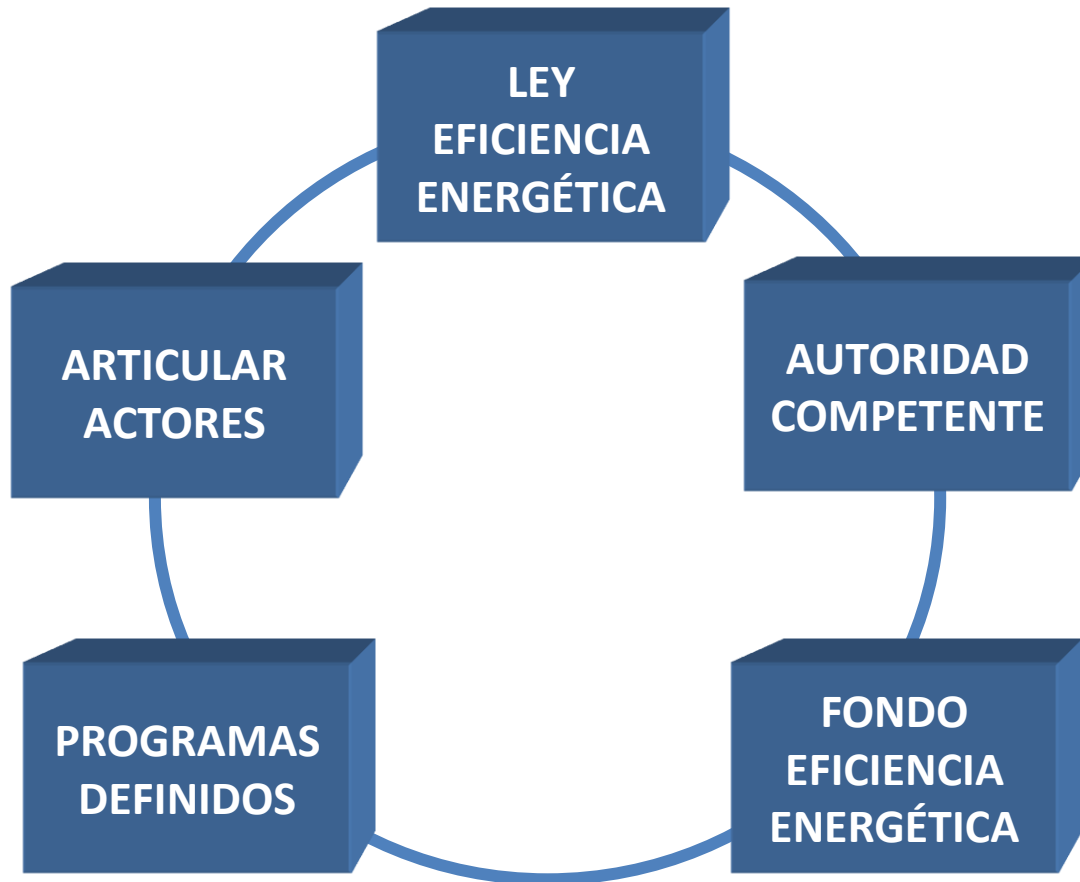 LEY
EFICIENCIA
ENERGÉTICA
ARTICULAR
ACTORES
AUTORIDAD
COMPETENTE
PROGRAMAS
DEFINIDOS
FONDO
EFICIENCIA
ENERGÉTICA